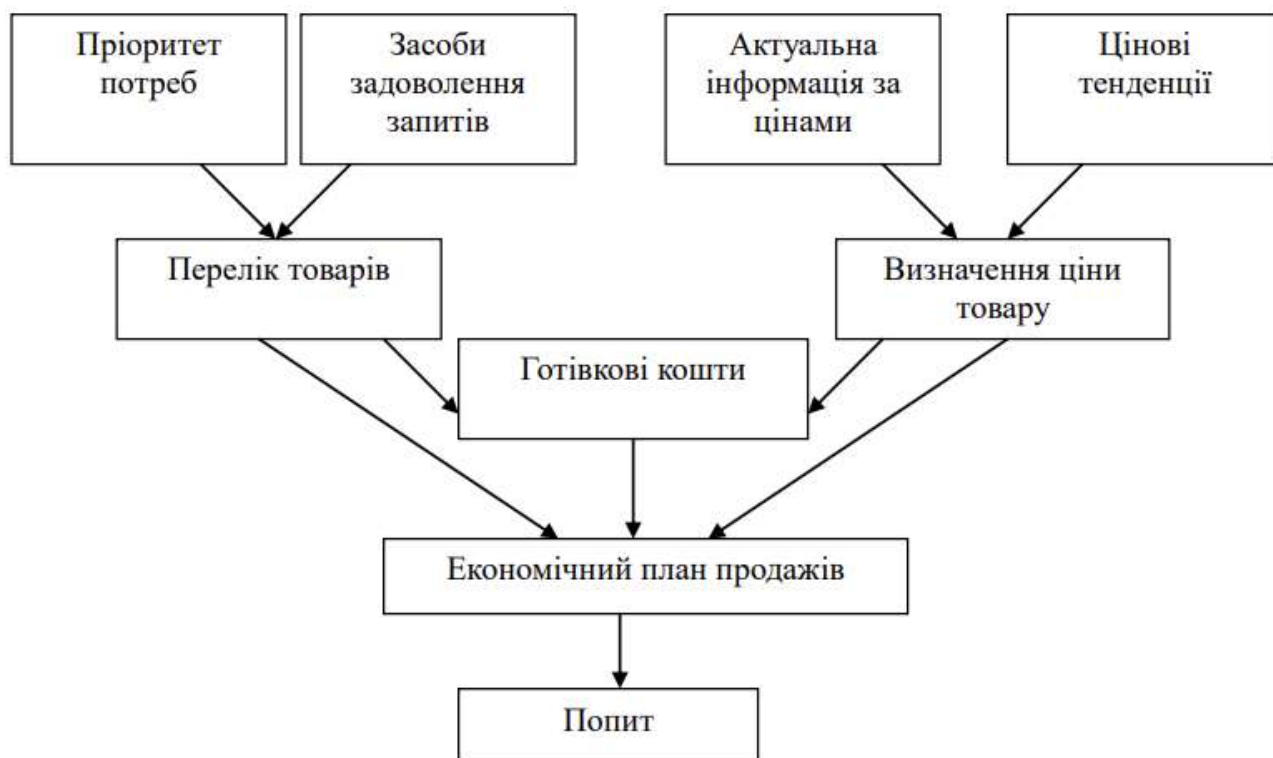 Пріоритет
потреб
Засоби
задоволення
запитів
Актуальна
інформація за
цінами
Цінові
тенденції
Перелік товарів
Визначення ціни
товару
Готівкові кошти
Економічний план продажів
Попит